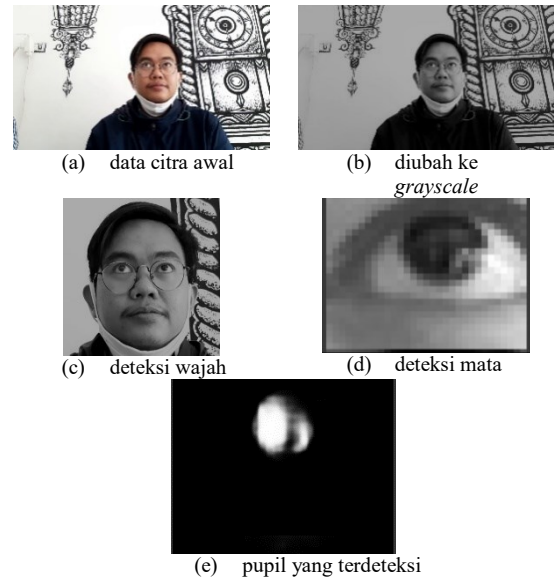 (a) data citra awal
(b) diubah ke
grayscale
(c) deteksi wajah
(d) deteksi mata
(e) pupil yang terdeteksi